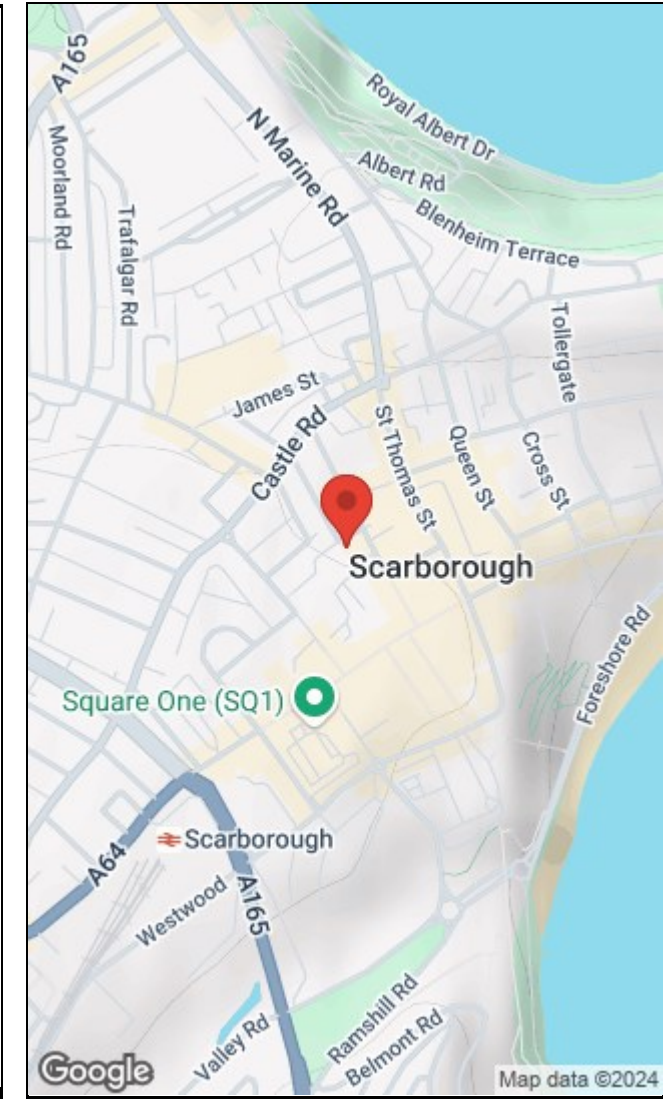 A165
Moorland Rd
Trafalgar Rd
N Marine Rd
Royal Albert Dr
Albert Rd
Blenheim Terrace
Tollergate
James St
Castle Rd
St Thomas St
Queen St
Cross St
Scarborough
Foreshore Rd
Square One (SQ1)
Scarborough
A64
Westwood
A165
Valley Rd
Ramshill Rd
Belmont Rd
Google
Map data ©2024